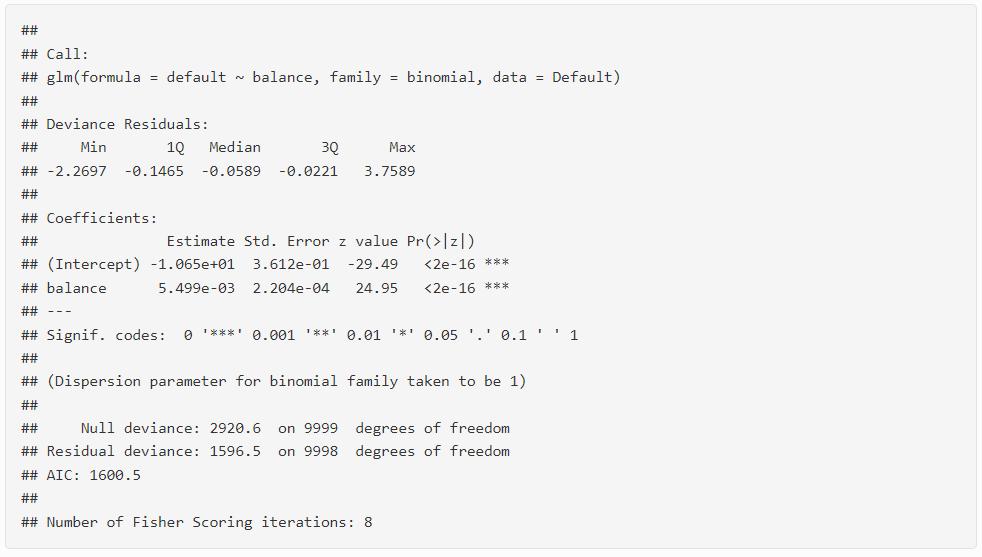 ##
## Call:
## glm(formula = default ~ balance, family = binomial, data = Default)
##
## Deviance Residuals:
##     Min       1Q   Median       3Q      Max
## -2.2697  -0.1465  -0.0589  -0.0221   3.7589
##
## Coefficients:
##               Estimate Std. Error z value Pr(>|z|)
## (Intercept) -1.065e+01  3.612e-01  -29.49   <2e-16 ***
## balance      5.499e-03  2.204e-04   24.95   <2e-16 ***
## ---
## Signif. codes:  0 '***' 0.001 '**' 0.01 '*' 0.05 '.' 0.1 ' ' 1
##
## (Dispersion parameter for binomial family taken to be 1)
##
##     Null deviance: 2920.6  on 9999  degrees of freedom
## Residual deviance: 1596.5  on 9998  degrees of freedom
## AIC: 1600.5
##
## Number of Fisher Scoring iterations: 8